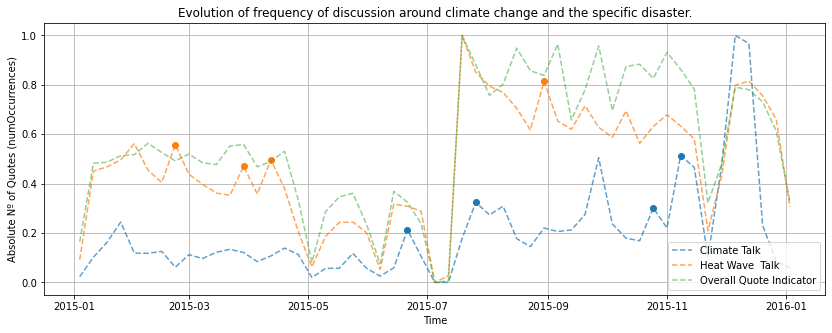 Evolution of frequency of discussion around climate change and the specific disaster.
Absolute Nº of Quotes (numOccurrences)
1.0
0.8
0.6
0.4
0.2
0.0
2015-01 2015-03 2015-05 2015-07 2015-09 2015-11 2016-01
Time
Climate Talk
Heat Wave  Talk
Overall Quote Indicator